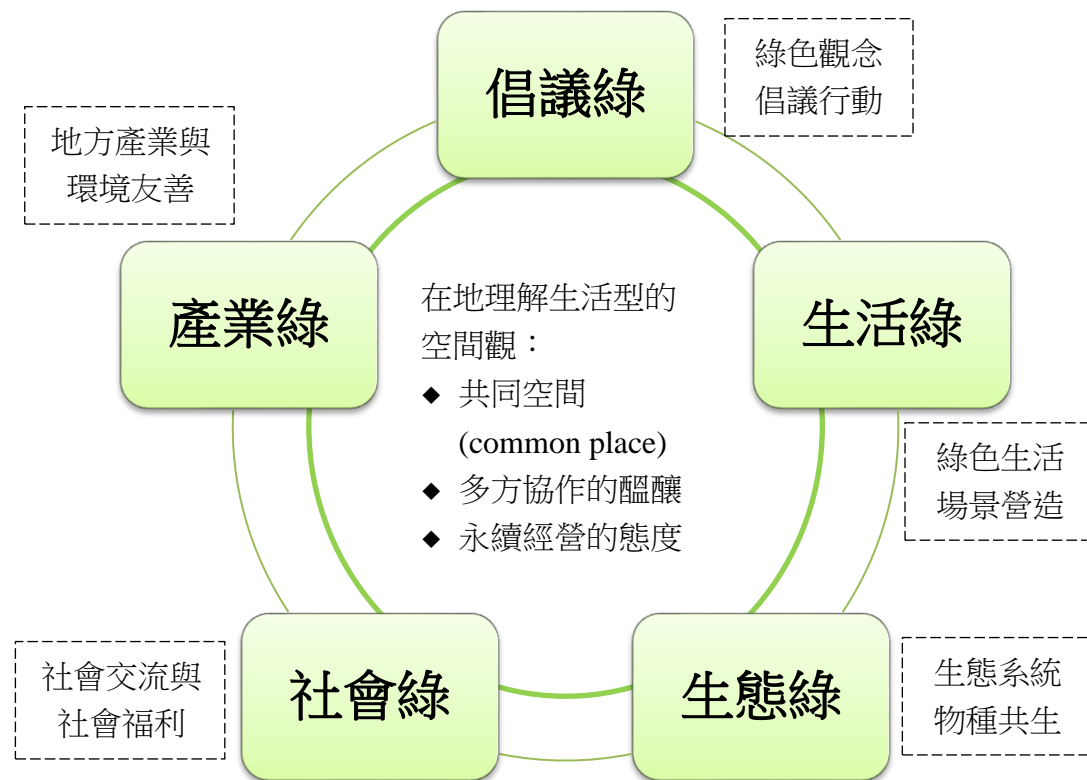 倡議綠
綠色觀念
倡議行動
地方產業與
環境友善
產業綠
生活綠
在地理解生活型的
空間觀：
◆ 共同空間
(common place)
◆ 多方協作的醞釀
◆ 永續經營的態度
綠色生活
場景營造
社會交流與
社會福利
社會綠
生態綠
生態系統
物種共生